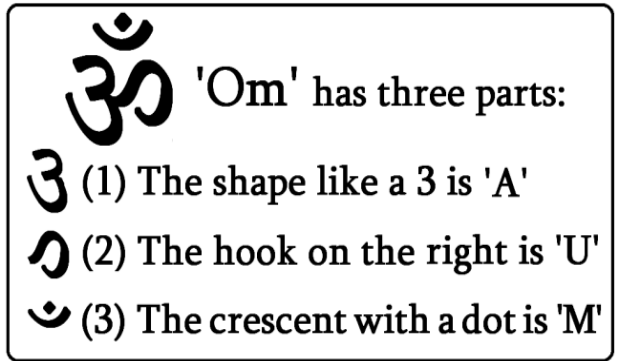 ॐ 'Om' has three parts:
(1) The shape like a 3 is 'A'
(2) The hook on the right is 'U'
(3) The crescent with a dot is 'M'